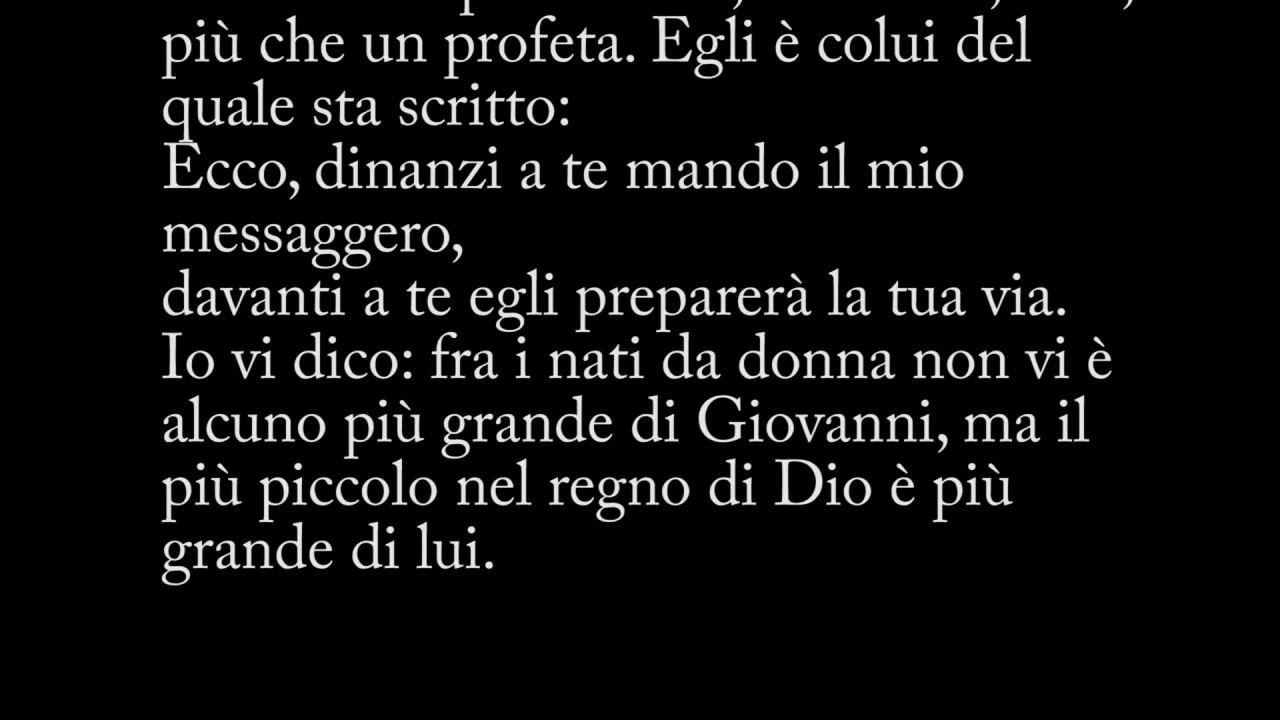 più che un profeta. Egli è colui del
quale sta scritto:
Ecco, dinanzi a te mando il mio
messaggero,
davanti a te egli preparerà la tua via.
Io vi dico: fra i nati da donna non vi è
alcuno più grande di Giovanni, ma il
più piccolo nel regno di Dio è più
grande di lui.